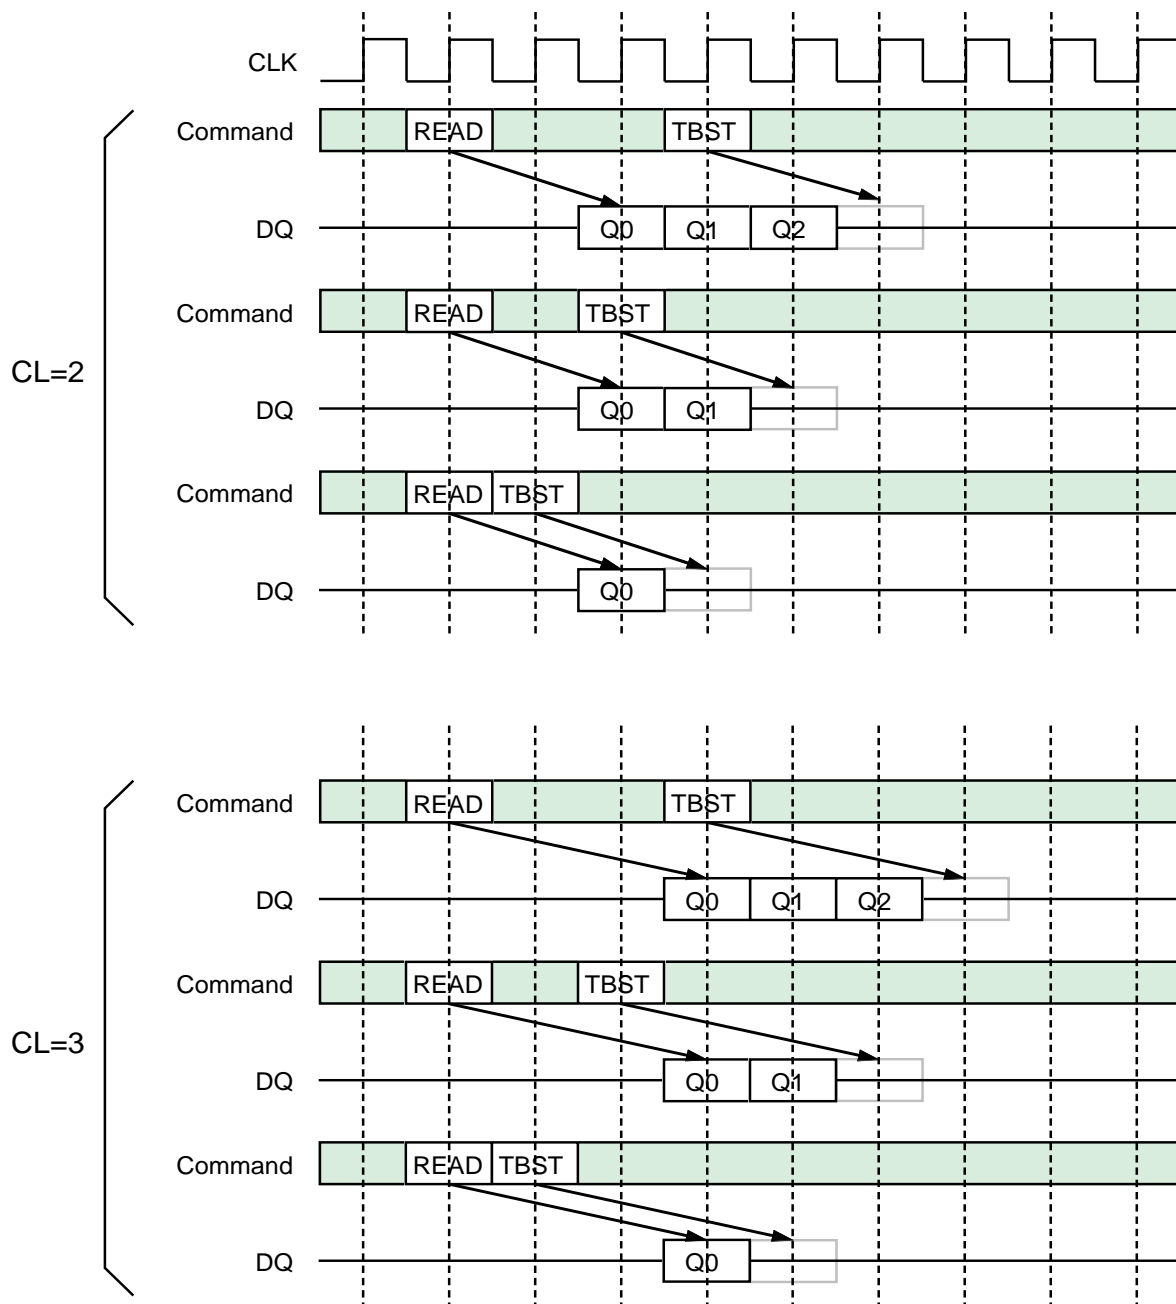 CLK
Command READ TBST
DQ Q0 Q1 Q2
Command READ TBST
CL=2
DQ Q0 Q1
Command READ TBST
DQ Q0
Command READ TBST
DQ Q0 Q1 Q2
Command READ TBST
CL=3
DQ Q0 Q1
Command READ TBST
DQ Q0